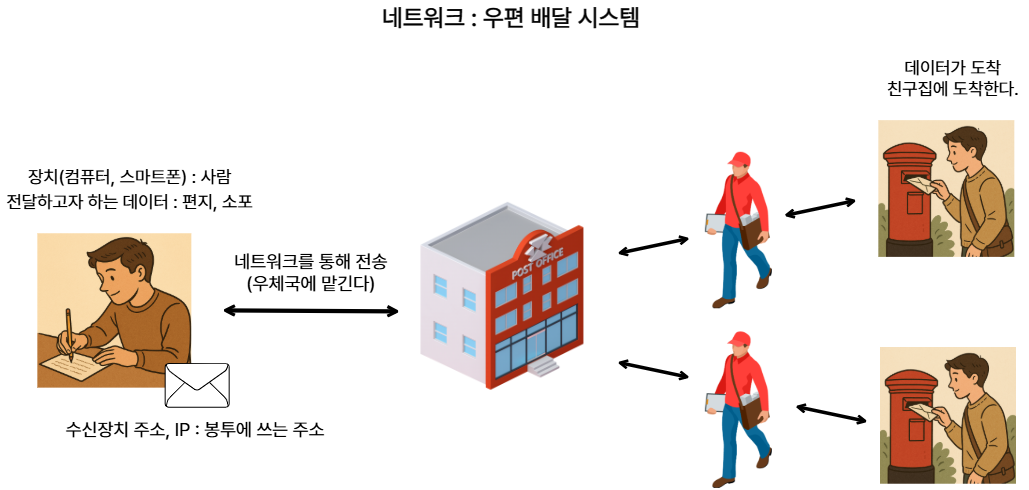 네트워크 : 우편 배달 시스템
데이터가 도착
친구집에 도착한다.
장치(컴퓨터, 스마트폰) : 사람
전달하고자 하는 데이터 : 편지, 소포
네트워크를 통해 전송
(우체국에 맡긴다)
POST OFFICE
수신장치 주소, IP : 봉투에 쓰는 주소